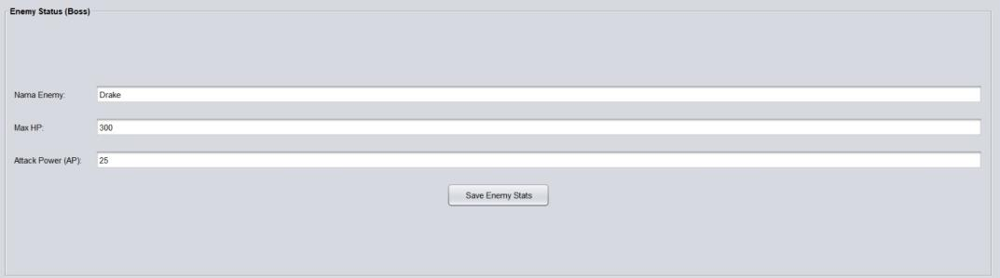 Enemy Status (Boss)
Nama Enemy: Drake
Max HP: 300
Attack Power (AP): 25
Save Enemy Stats